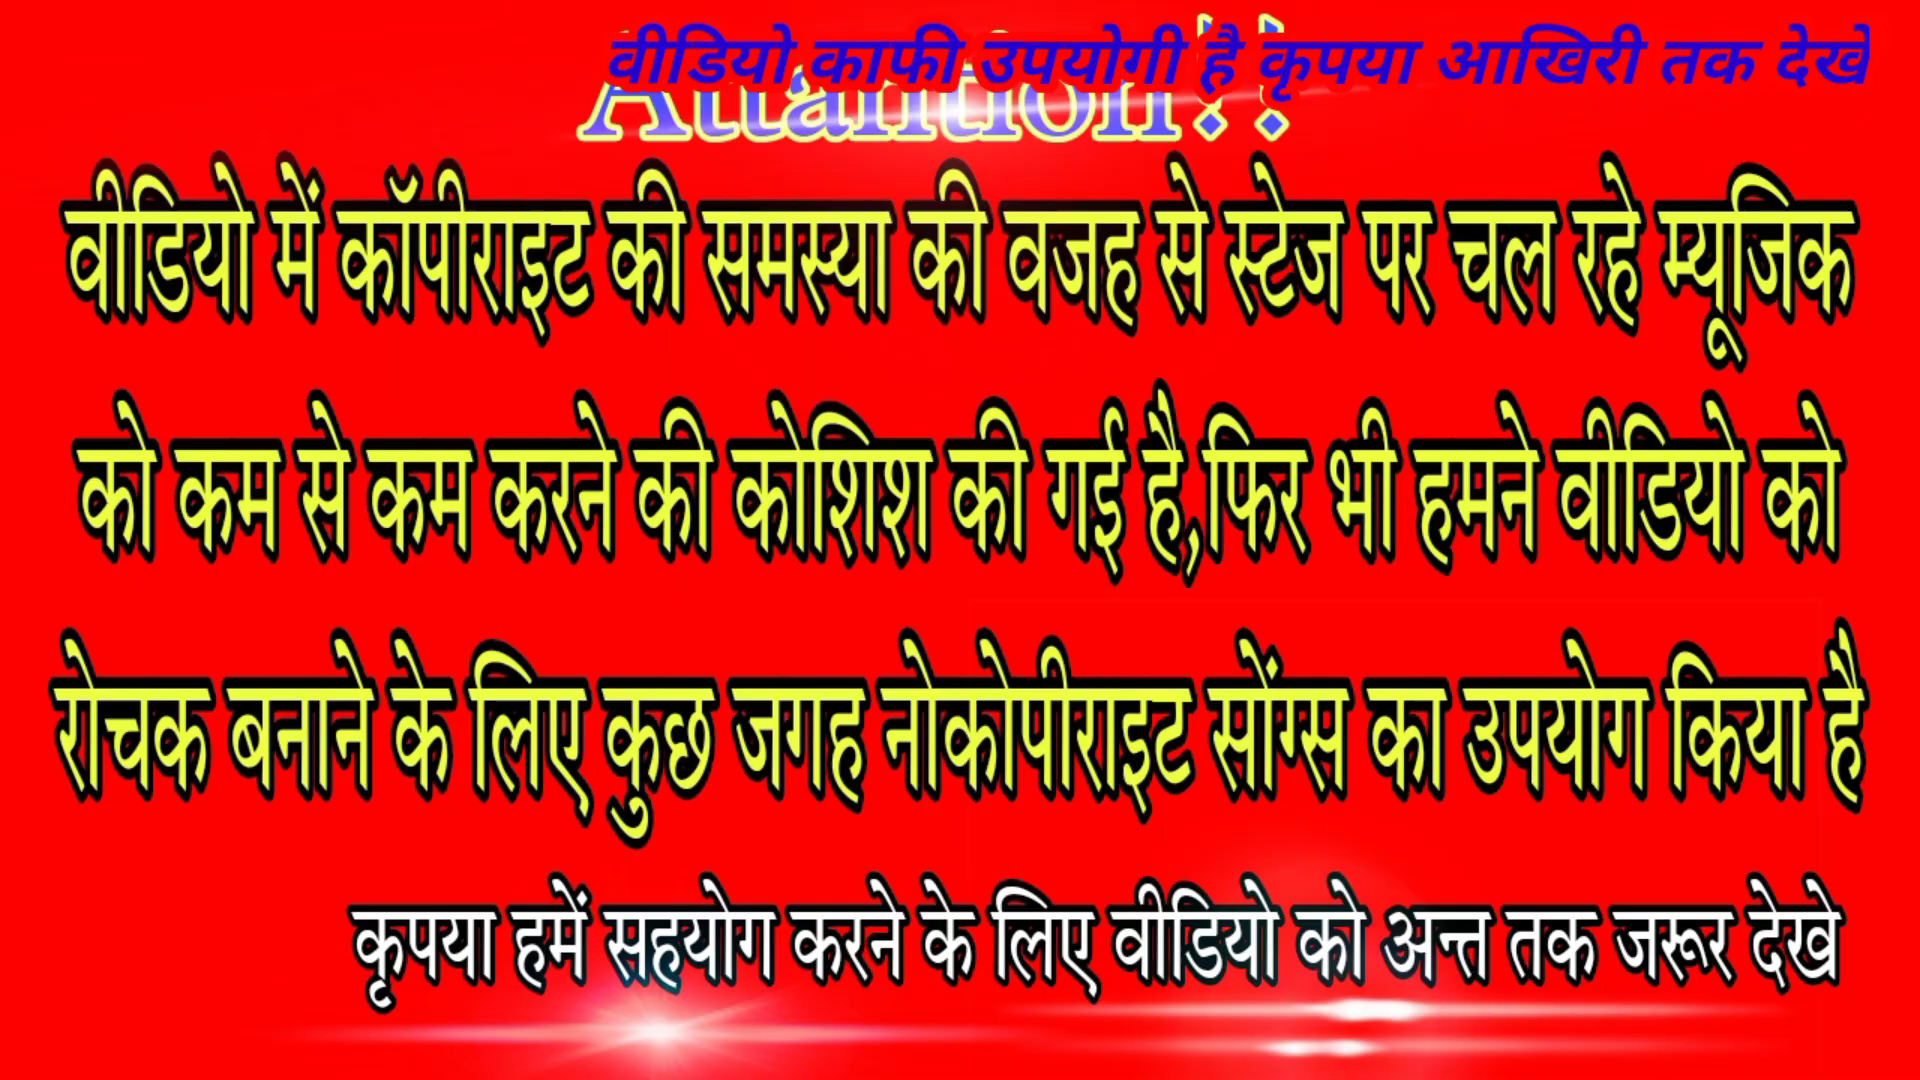 वीडियो काफी उपयोगी है कृपया आखिरी तक देखे
Attantion!!
वीडियो में कॉपीराइट की समस्या की वजह से स्टेज पर चल रहे म्यूजिक
को कम से कम करने की कोशिश की गई है,फिर भी हमने वीडियो को
रोचक बनाने के लिए कुछ जगह नोकोपीराइट सोंग्स का उपयोग किया है
कृपया हमें सहयोग करने के लिए वीडियो को अन्त तक जरूर देखे